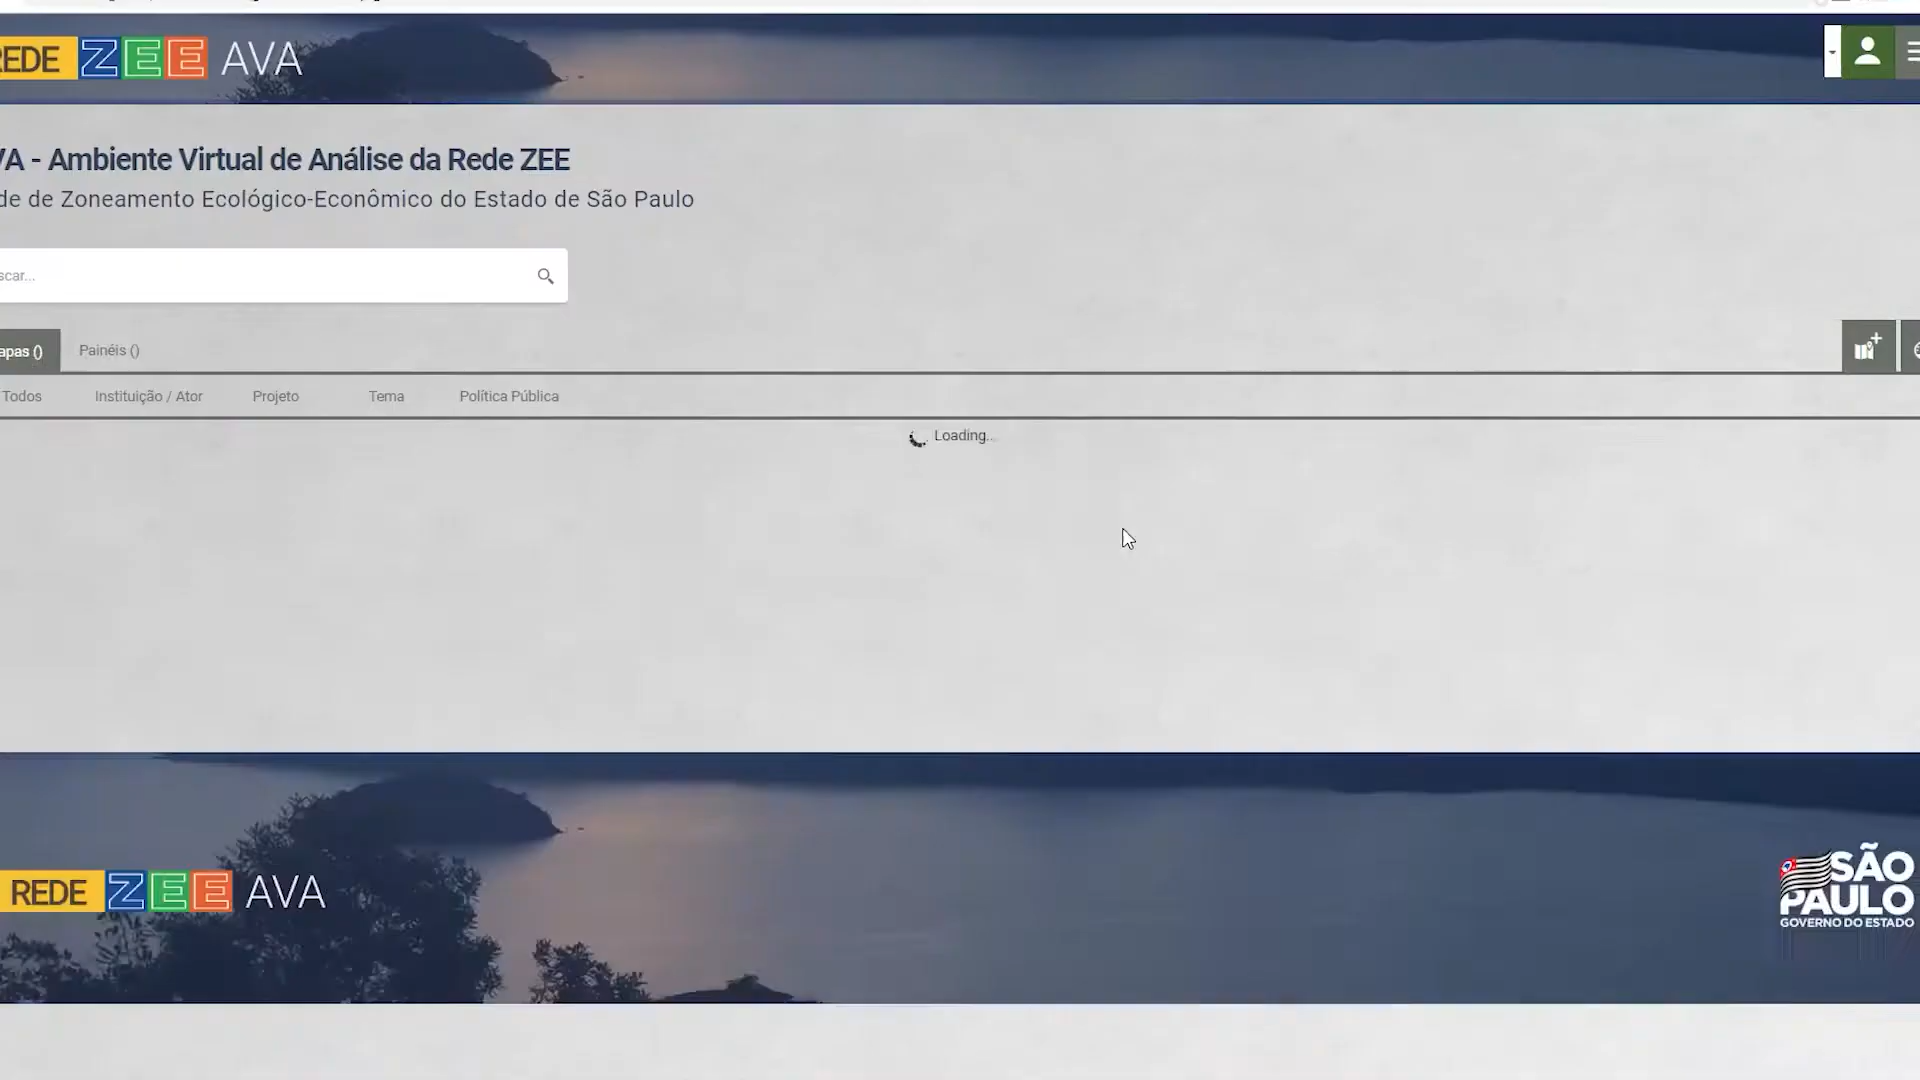 REDE ZEE AVA
VA - Ambiente Virtual de Análise da Rede ZEE
de de Zoneamento Ecológico-Econômico do Estado de São Paulo
scar...
apas ()
Painéis ()
Todos
Instituição / Ator
Projeto
Tema
Política Pública
Loading..
REDE ZEE AVA
SÃO
PAULO
GOVERNO DO ESTADO